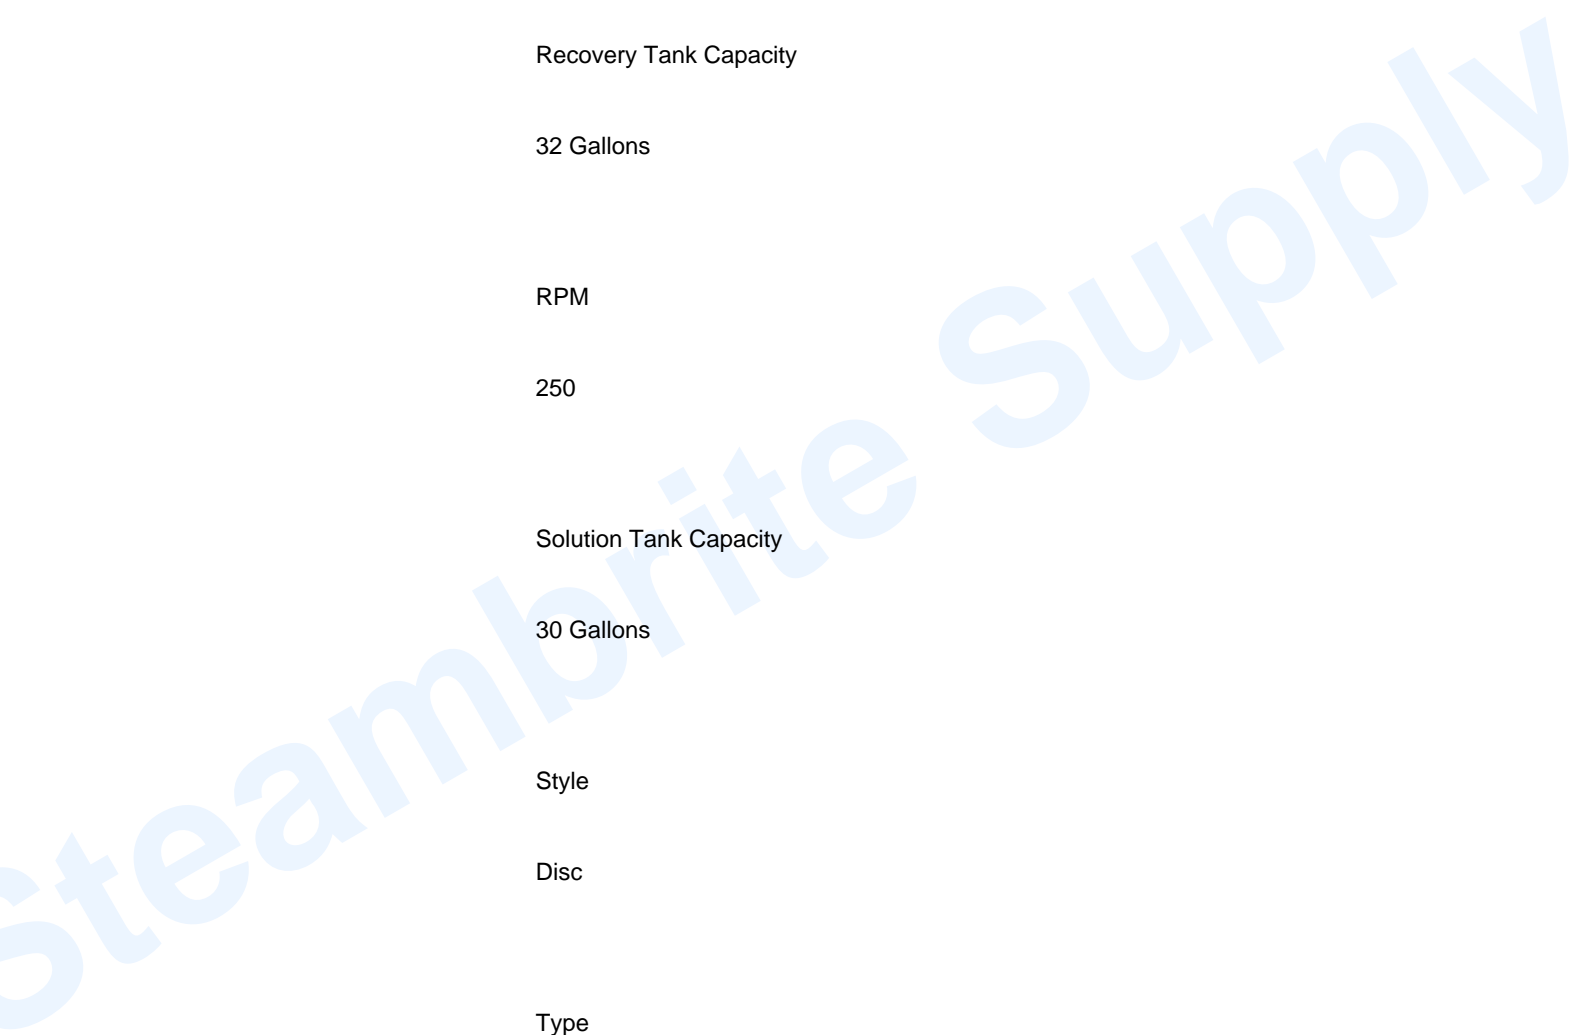 Recovery Tank Capacity
32 Gallons
RPM
250
Solution Tank Capacity
30 Gallons
Style
Disc
Type
Steambrite Supply